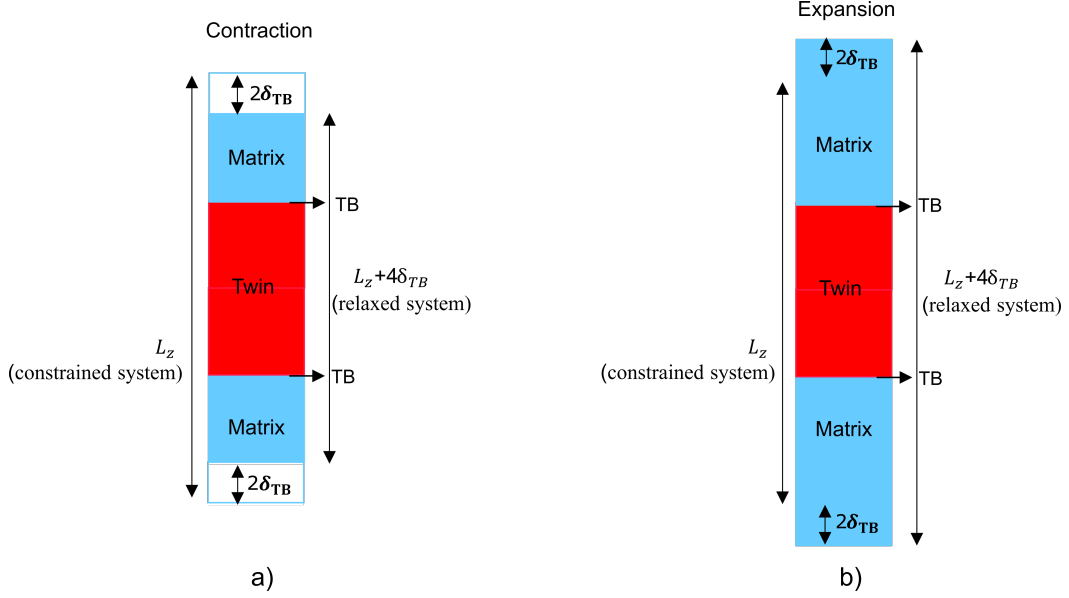 Contraction
2δTB
Matrix
TB
Twin
Lz+4δTB
(relaxed system)
Lz
(constrained system)
TB
Matrix
2δTB
a)
Expansion
2δTB
Matrix
TB
Twin
Lz+4δTB
(relaxed system)
Lz
(constrained system)
TB
Matrix
2δTB
b)